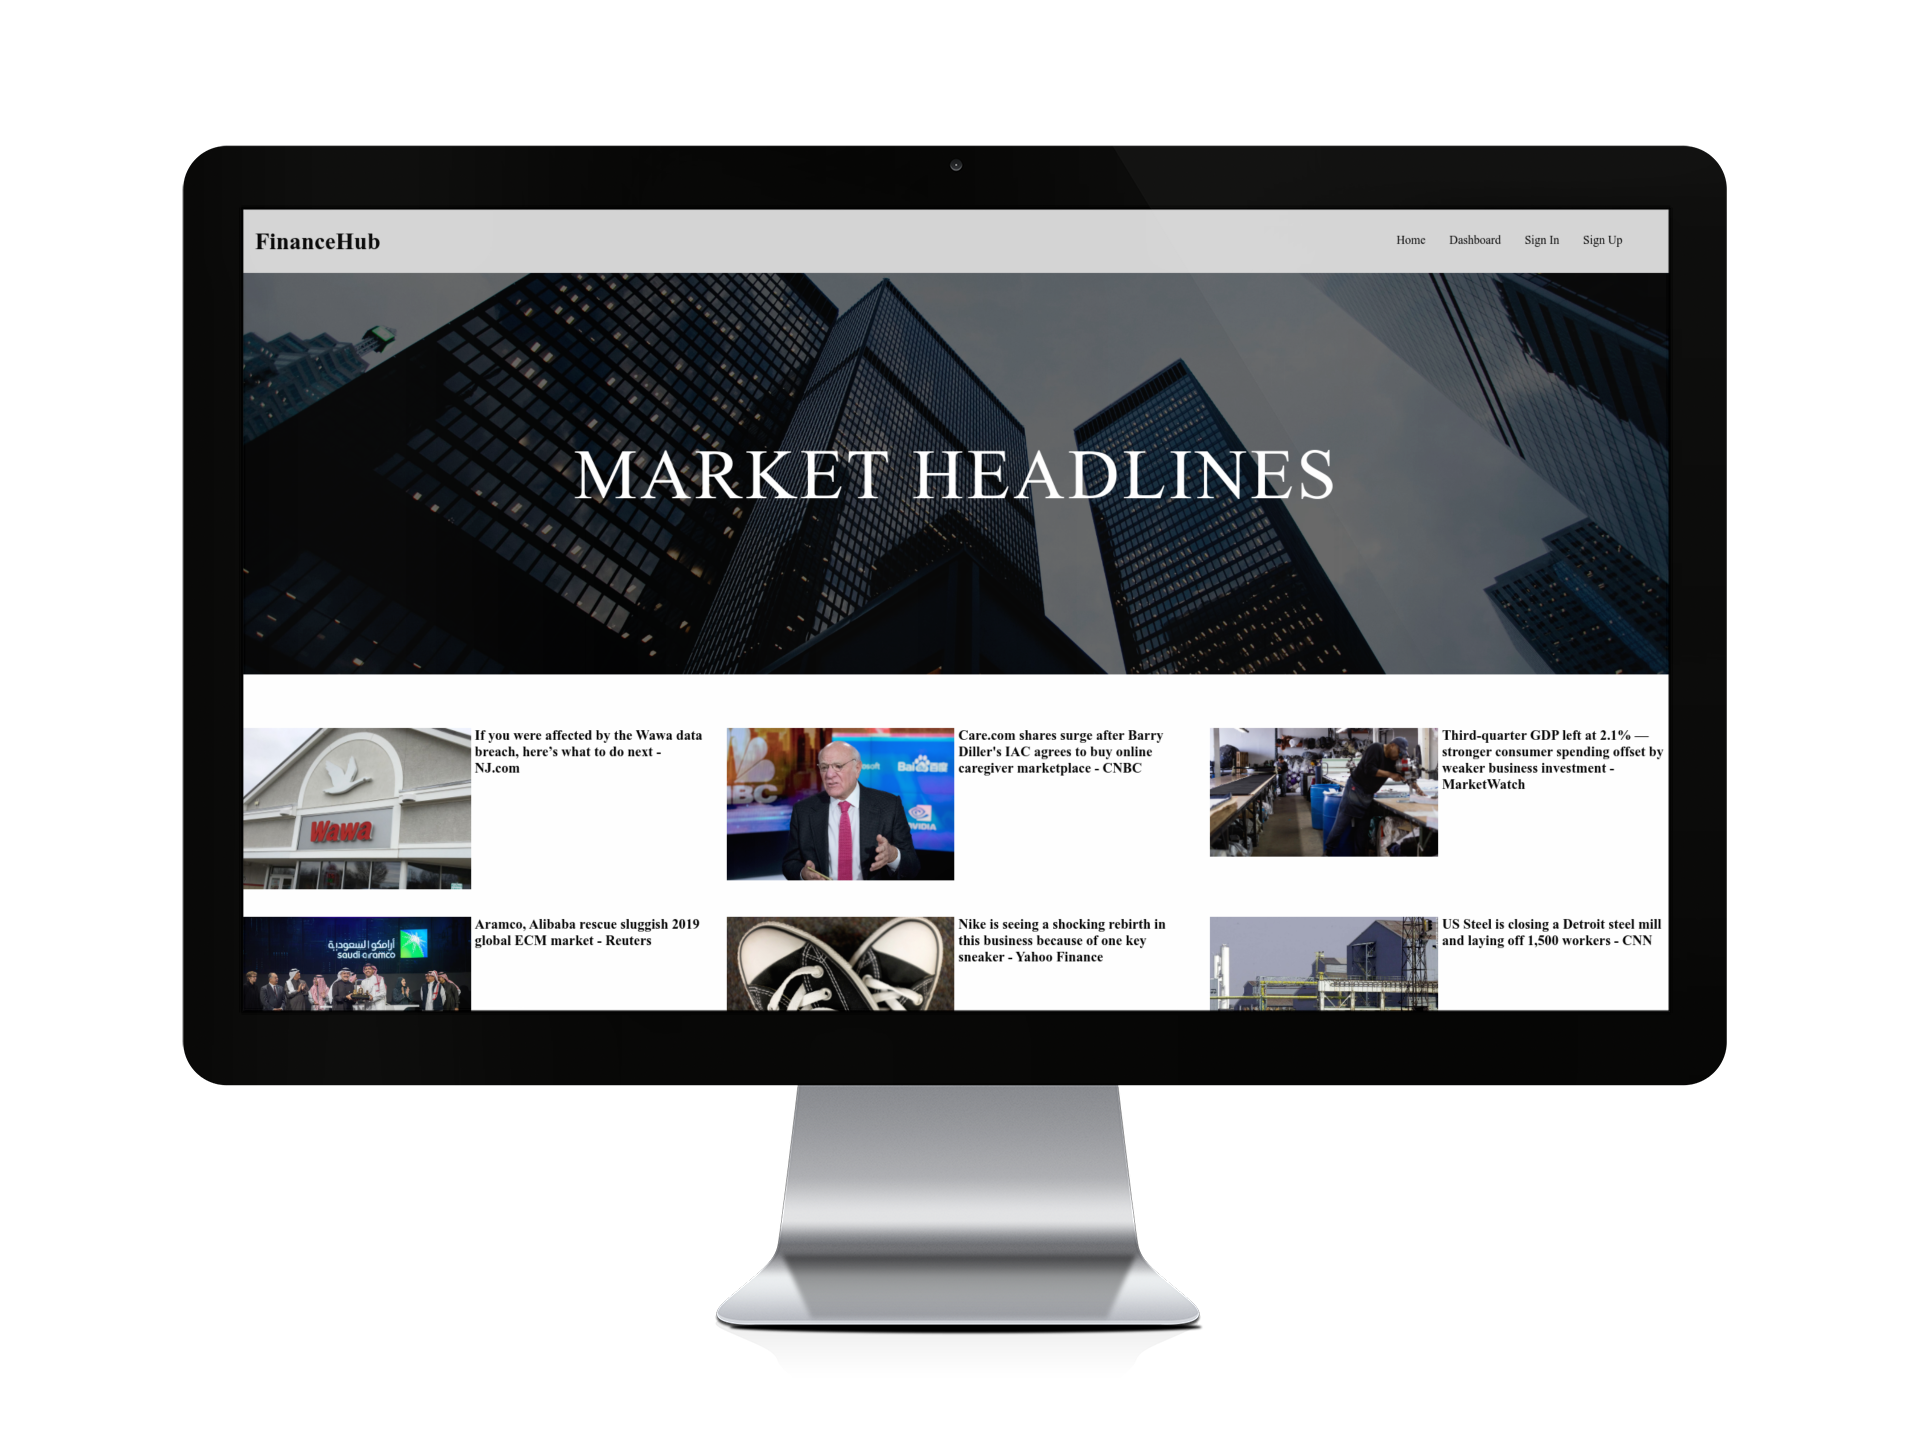 FinanceHub
Home Dashboard Sign In Sign Up
MARKET HEADLINES
If you were affected by the Wawa data
breach, here’s what to do next -
NJ.com
Wawa
Care.com shares surge after Barry
Diller's IAC agrees to buy online
caregiver marketplace - CNBC
Bai 百度
NVIDIA
Third-quarter GDP left at 2.1% —
stronger consumer spending offset by
weaker business investment -
MarketWatch
Aramco, Alibaba rescue sluggish 2019
global ECM market - Reuters
أرامكو السعودية
saudi aramco
Nike is seeing a shocking rebirth in
this business because of one key
sneaker - Yahoo Finance
US Steel is closing a Detroit steel mill
and laying off 1,500 workers - CNN